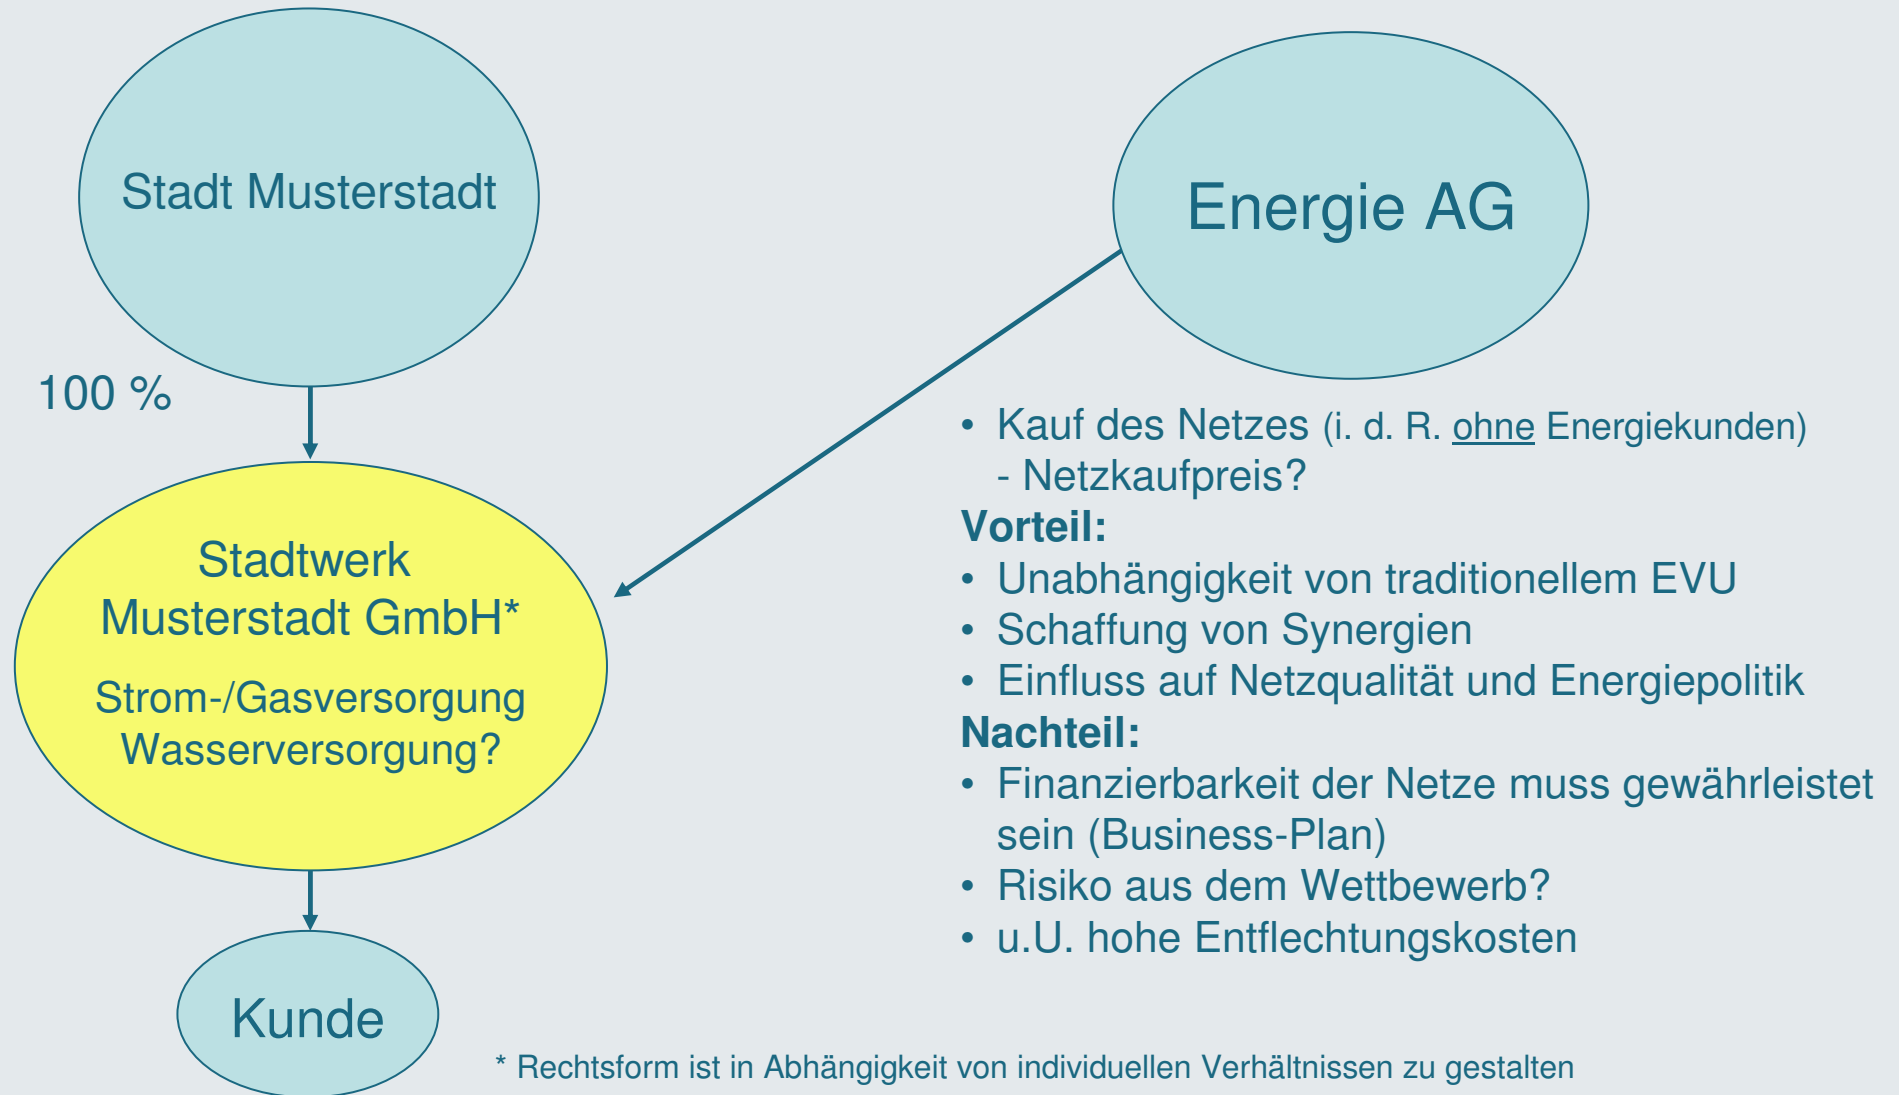 Stadt Musterstadt
Energie AG
100 %
Stadtwerk
Musterstadt GmbH*
Strom-/Gasversorgung
Wasserversorgung?
Kunde
• Kauf des Netzes (i. d. R. ohne Energiekunden)
- Netzkaufpreis?
Vorteil:
• Unabhängigkeit von traditionellem EVU
• Schaffung von Synergien
• Einfluss auf Netzqualität und Energiepolitik
Nachteil:
• Finanzierbarkeit der Netze muss gewährleistet
sein (Business-Plan)
• Risiko aus dem Wettbewerb?
• u.U. hohe Entflechtungskosten
* Rechtsform ist in Abhängigkeit von individuellen Verhältnissen zu gestalten